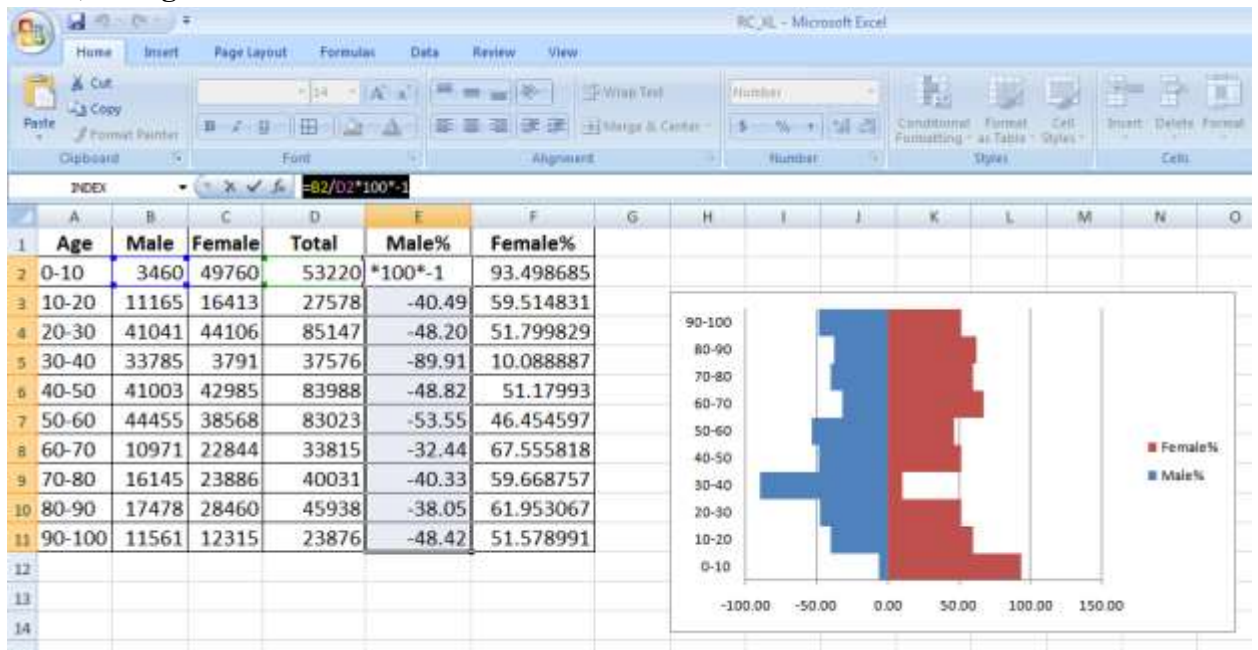 RC_XL - Microsoft Excel
Home Insert Page Layout Formulas Data Review View
Paste Cut Copy Format Painter 14 Wrap Text Merge & Center Number $ % Conditional Formatting Format as Table Cell Styles Insert Delete Format
Clipboard Font Alignment Number Styles Cells
INDEX fx =B2/D2*100*-1
A B C D E F G H I J K L M N O
1 Age Male Female Total Male% Female%
2 0-10 3460 49760 53220 *100*-1 93.498685
3 10-20 11165 16413 27578 -40.49 59.514831
4 20-30 41041 44106 85147 -48.20 51.799829
5 30-40 33785 3791 37576 -89.91 10.088887
6 40-50 41003 42985 83988 -48.82 51.17993
7 50-60 44455 38568 83023 -53.55 46.454597
8 60-70 10971 22844 33815 -32.44 67.555818
9 70-80 16145 23886 40031 -40.33 59.668757
10 80-90 17478 28460 45938 -38.05 61.953067
11 90-100 11561 12315 23876 -48.42 51.578991
12
13
14
90-100
80-90
70-80
60-70
50-60
40-50
30-40
20-30
10-20
0-10
-100.00 -50.00 0.00 50.00 100.00 150.00
Female%
Male%